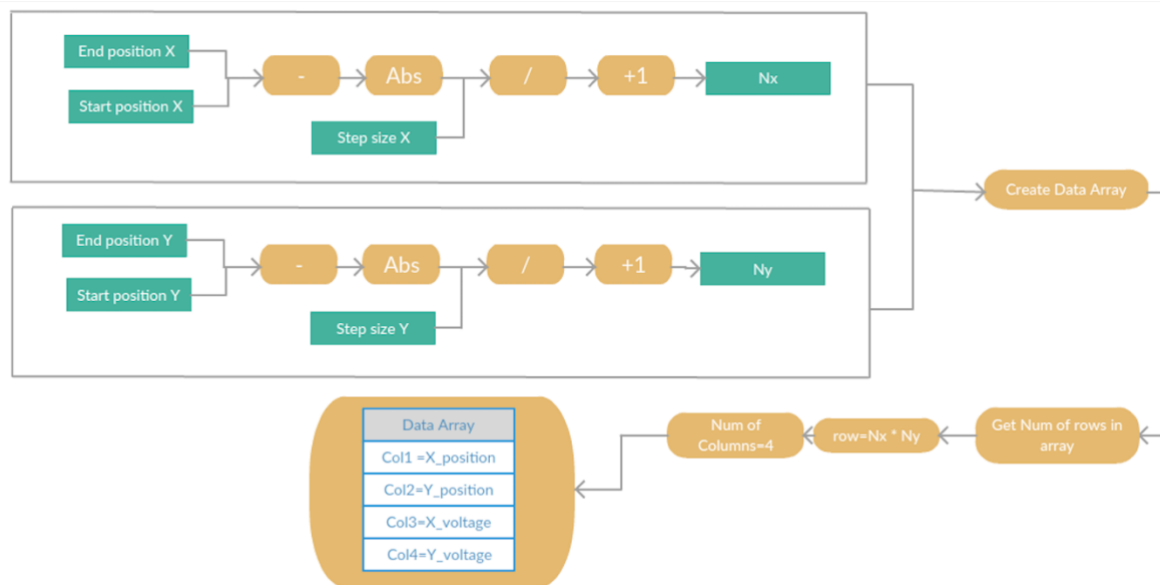 End position X
Start position X
-
Abs
/
+1
Nx
Step size X
Create Data Array
End position Y
Start position Y
-
Abs
/
+1
Ny
Step size Y
Get Num of rows in
array
row=Nx * Ny
Num of
Columns=4
Data Array
Col1 =X_position
Col2=Y_position
Col3=X_voltage
Col4=Y_voltage